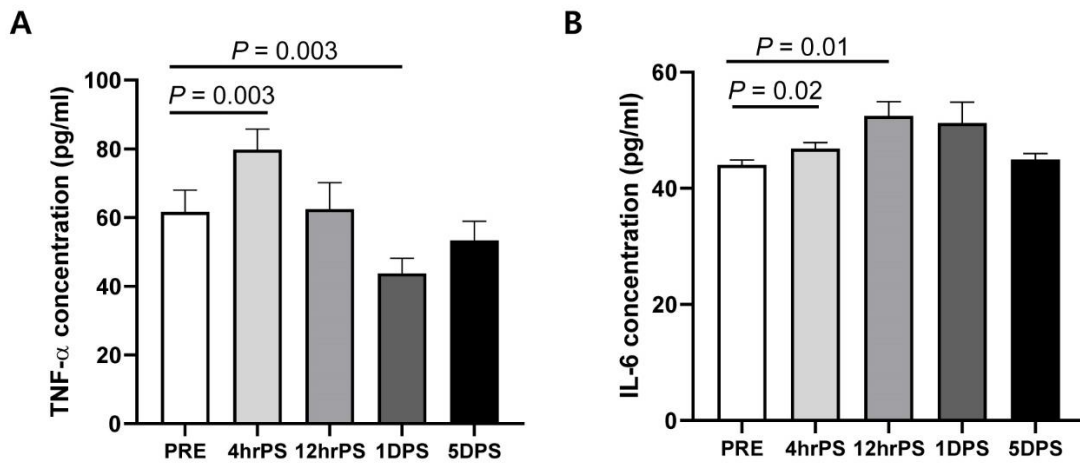 A
P = 0.003
P = 0.003
TNF-α concentration (pg/ml)
100
80
60
40
20
0
PRE 4hrPS 12hrPS 1DPS 5DPS
B
P = 0.01
P = 0.02
IL-6 concentration (pg/ml)
60
40
20
0
PRE 4hrPS 12hrPS 1DPS 5DPS